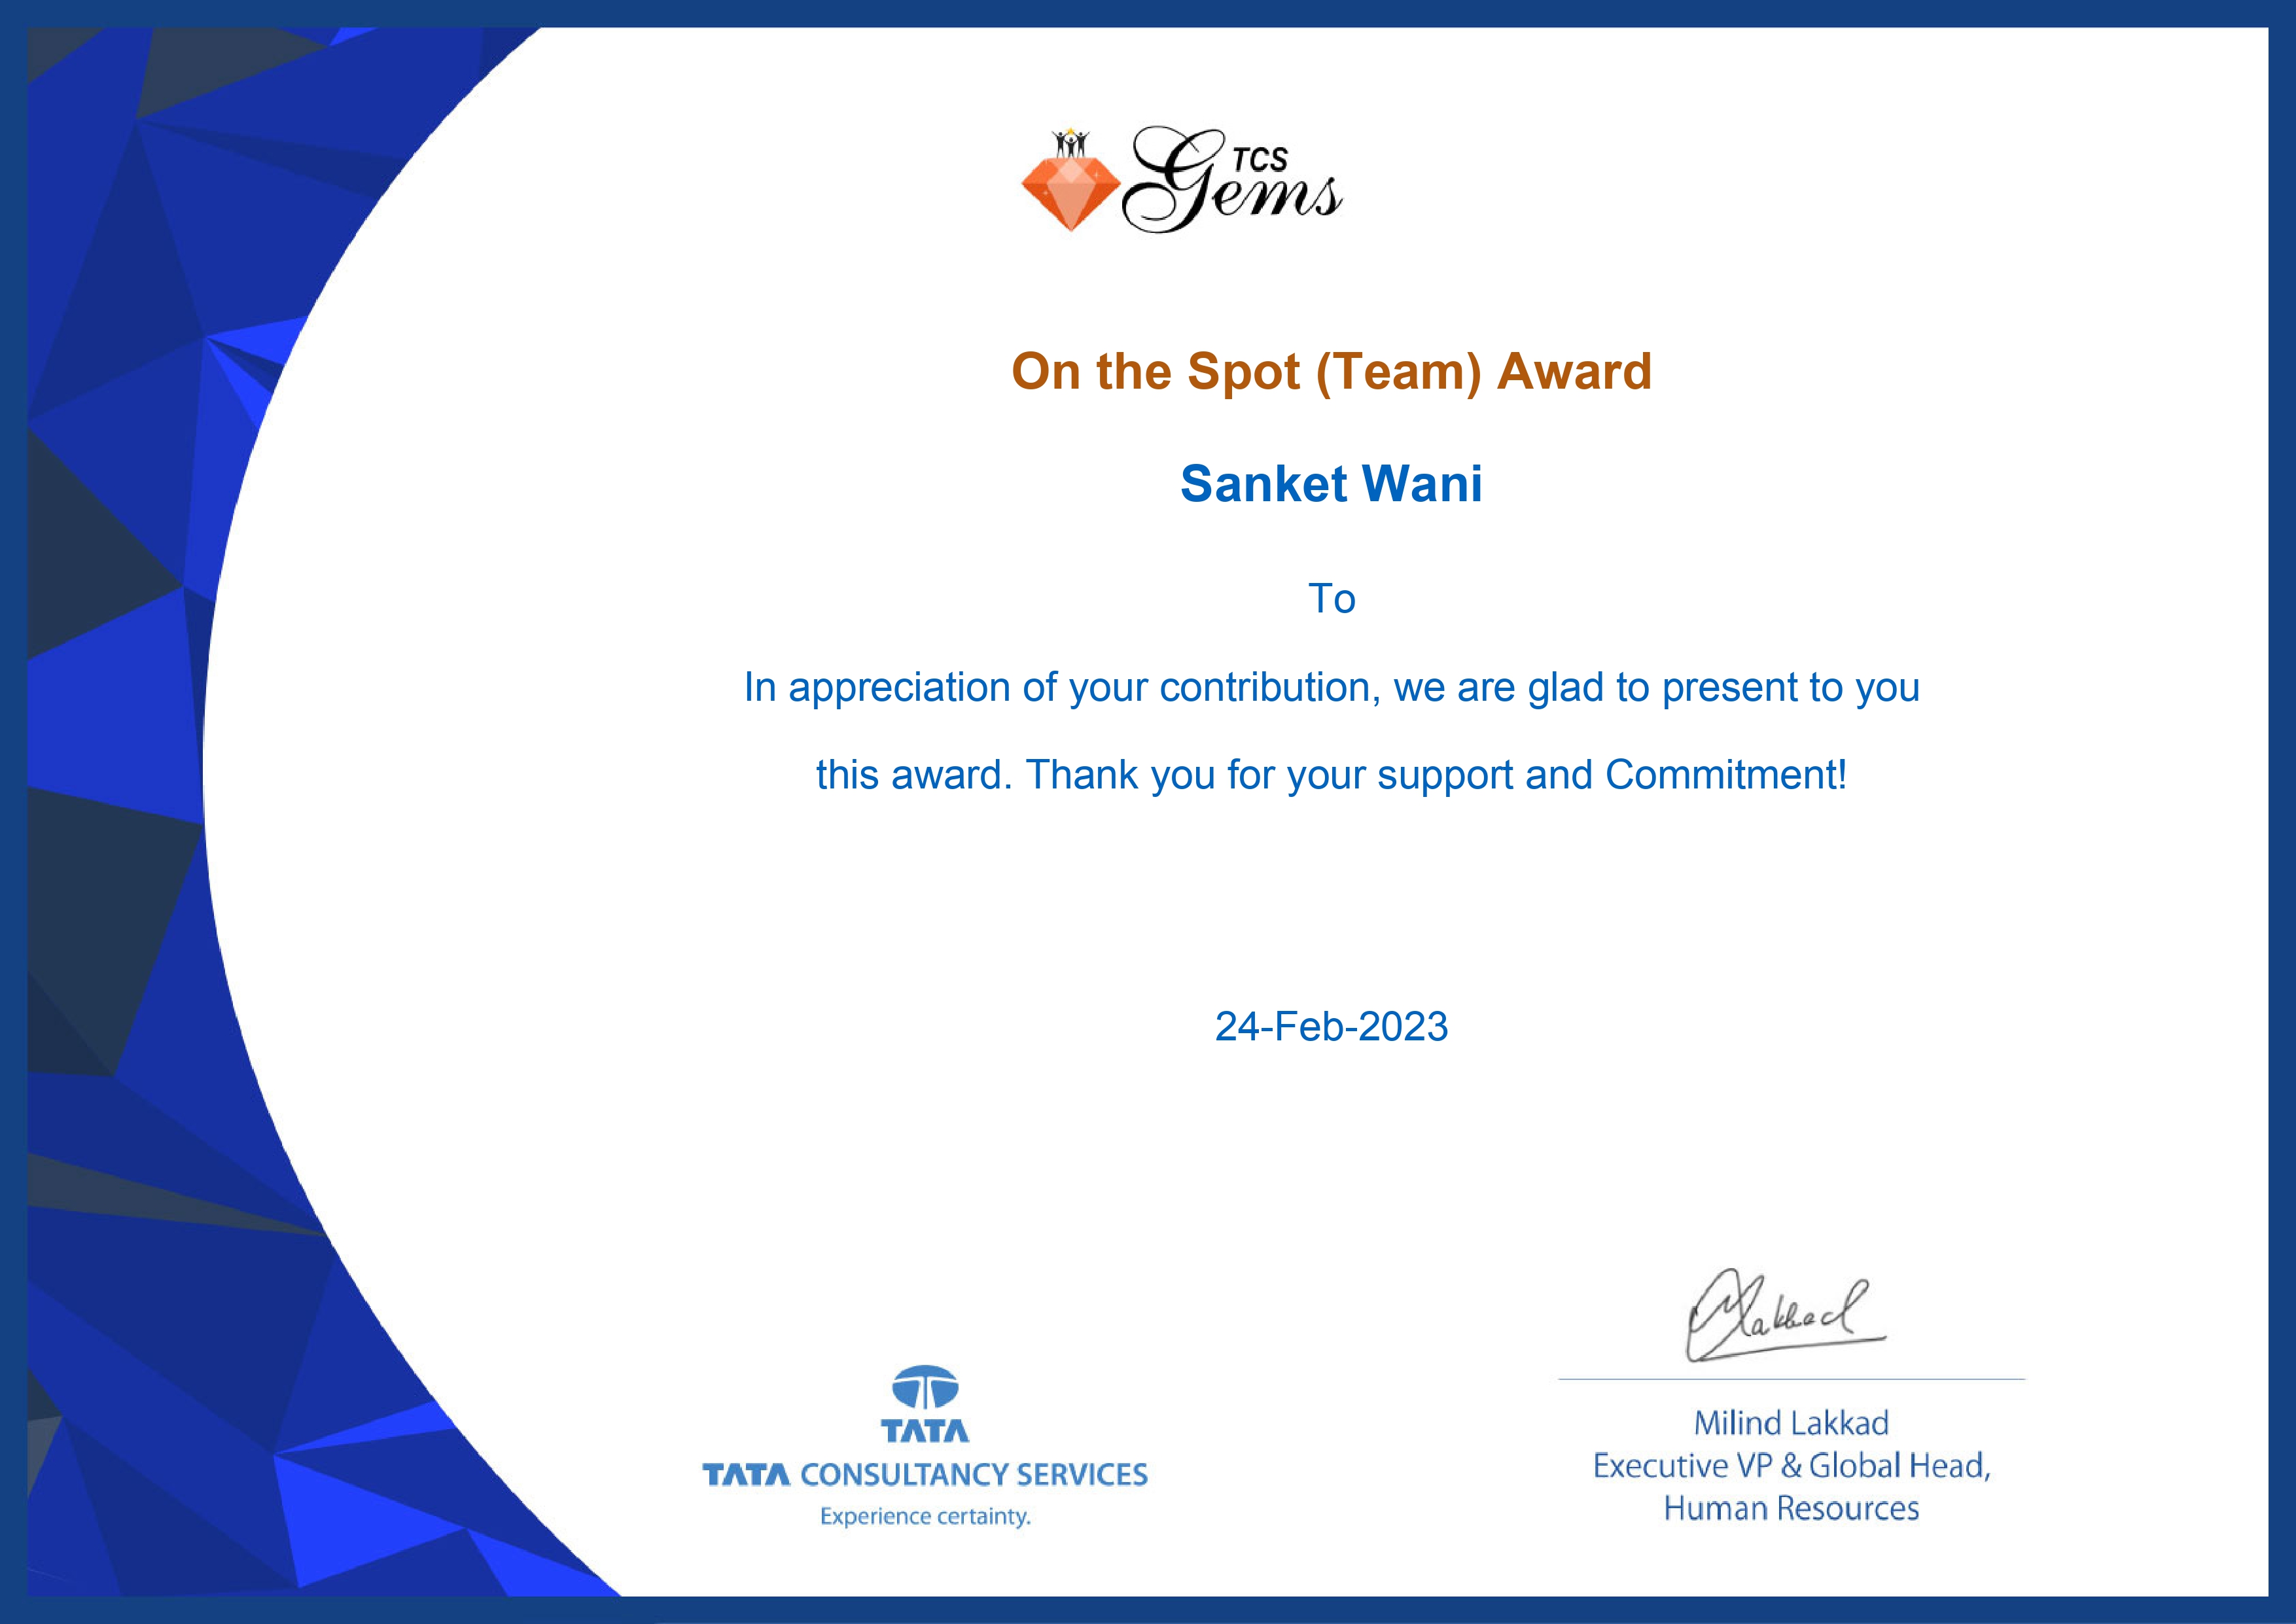 TCS
Gems
On the Spot (Team) Award
Sanket Wani
To
In appreciation of your contribution, we are glad to present to you
this award. Thank you for your support and Commitment!
24-Feb-2023
Lakkad
TATA
TATA CONSULTANCY SERVICES
Experience certainty.
Milind Lakkad
Executive VP & Global Head,
Human Resources